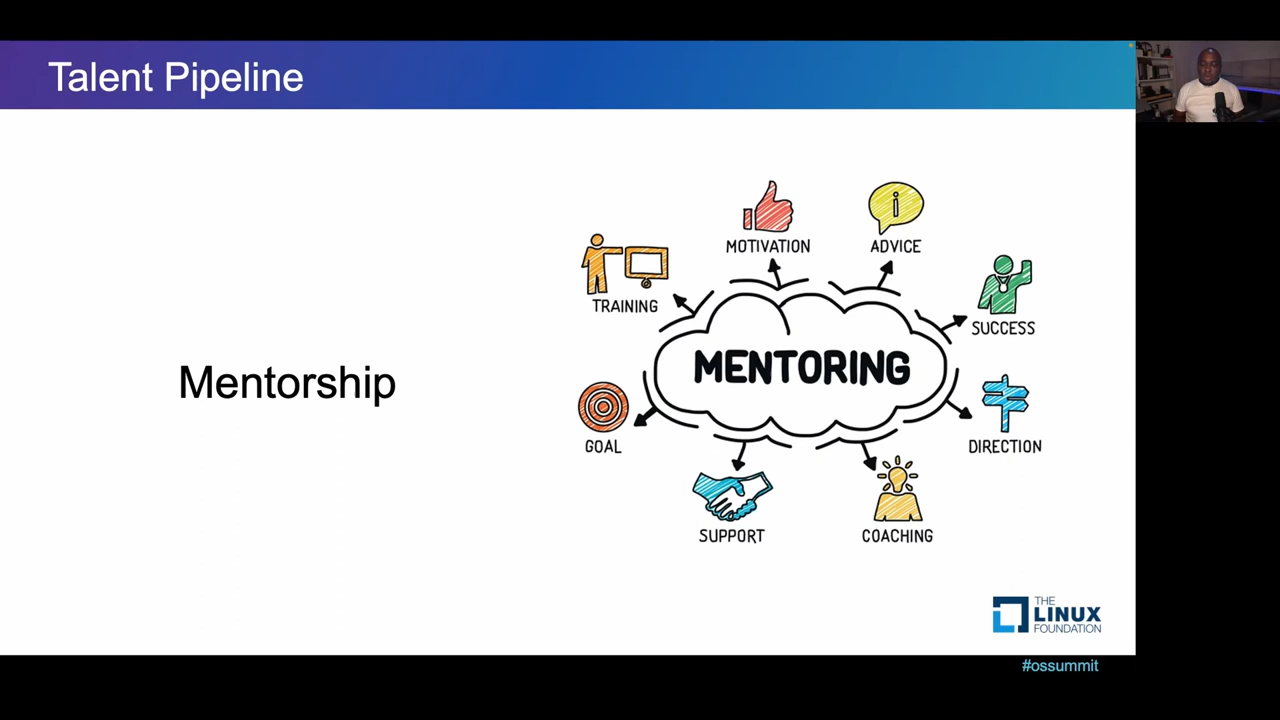 Talent Pipeline
Mentorship
MOTIVATION
ADVICE
TRAINING
SUCCESS
MENTORING
GOAL
DIRECTION
SUPPORT
COACHING
THE
LINUX
FOUNDATION
#ossummit